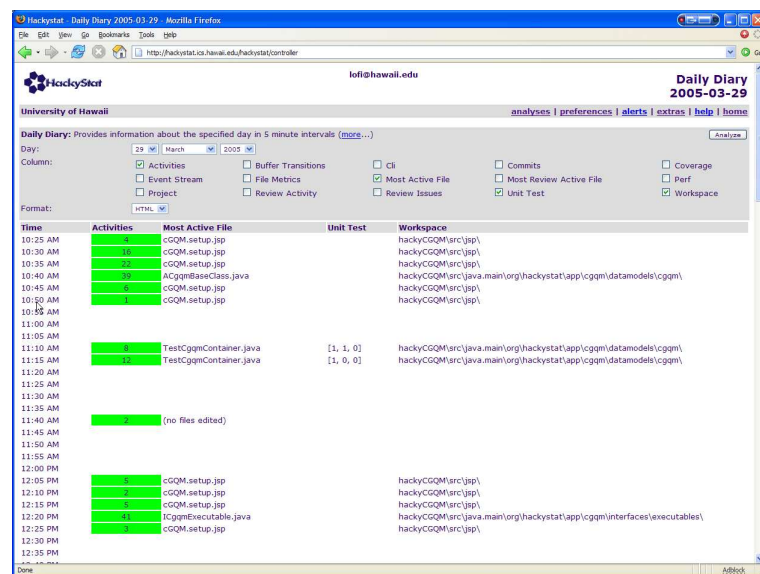 Hackystat - Daily Diary 2005-03-29 - Mozilla Firefox
File Edit View Go Bookmarks Tools Help
http://hackystat.ics.hawaii.edu/hackystat/controller
HackyStat
lofi@hawaii.edu
Daily Diary
2005-03-29
University of Hawaii
analyses | preferences | alerts | extras | help | home
Daily Diary: Provides information about the specified day in 5 minute intervals (more...)
Analyze
Day: 29 March 2005
Column: Activities Buffer Transitions Cli Commits Coverage
Event Stream File Metrics Most Active File Most Review Active File Perf
Project Review Activity Review Issues Unit Test Workspace
Format: HTML
Time Activities Most Active File Unit Test Workspace
10:25 AM 4 cGQM.setup.jsp hackyCGQM\src\jsp\
10:30 AM 16 cGQM.setup.jsp hackyCGQM\src\jsp\
10:35 AM 22 cGQM.setup.jsp hackyCGQM\src\jsp\
10:40 AM 39 ACgqmBaseClass.java hackyCGQM\src\java.main\org\hackystat\app\cgqm\datamodels\cgqm\
10:45 AM 6 cGQM.setup.jsp hackyCGQM\src\jsp\
10:50 AM 1 cGQM.setup.jsp hackyCGQM\src\jsp\
10:55 AM
11:00 AM
11:05 AM
11:10 AM 8 TestCgqmContainer.java [1, 1, 0] hackyCGQM\src\java.main\org\hackystat\app\cgqm\datamodels\cgqm\
11:15 AM 12 TestCgqmContainer.java [1, 0, 0] hackyCGQM\src\java.main\org\hackystat\app\cgqm\datamodels\cgqm\
11:20 AM
11:25 AM
11:30 AM
11:35 AM
11:40 AM 2 (no files edited)
11:45 AM
11:50 AM
11:55 AM
12:00 PM
12:05 PM 5 cGQM.setup.jsp hackyCGQM\src\jsp\
12:10 PM 2 cGQM.setup.jsp hackyCGQM\src\jsp\
12:15 PM 5 cGQM.setup.jsp hackyCGQM\src\jsp\
12:20 PM 41 ICgqmExecutable.java hackyCGQM\src\java.main\org\hackystat\app\cgqm\interfaces\executables\
12:25 PM 3 cGQM.setup.jsp hackyCGQM\src\jsp\
12:30 PM
12:35 PM
Done
Adblock